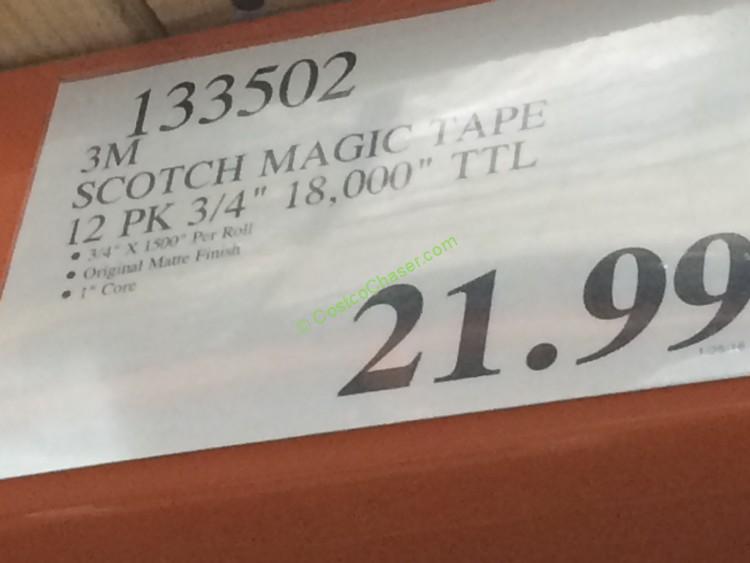 133502
3M
SCOTCH MAGIC TAPE
12 PK 3/4" 18,000" TTL
• 3/4" X 1500" Per Roll
• Original Matte Finish
• 1" Core
© CostcoChaser.com
21.99